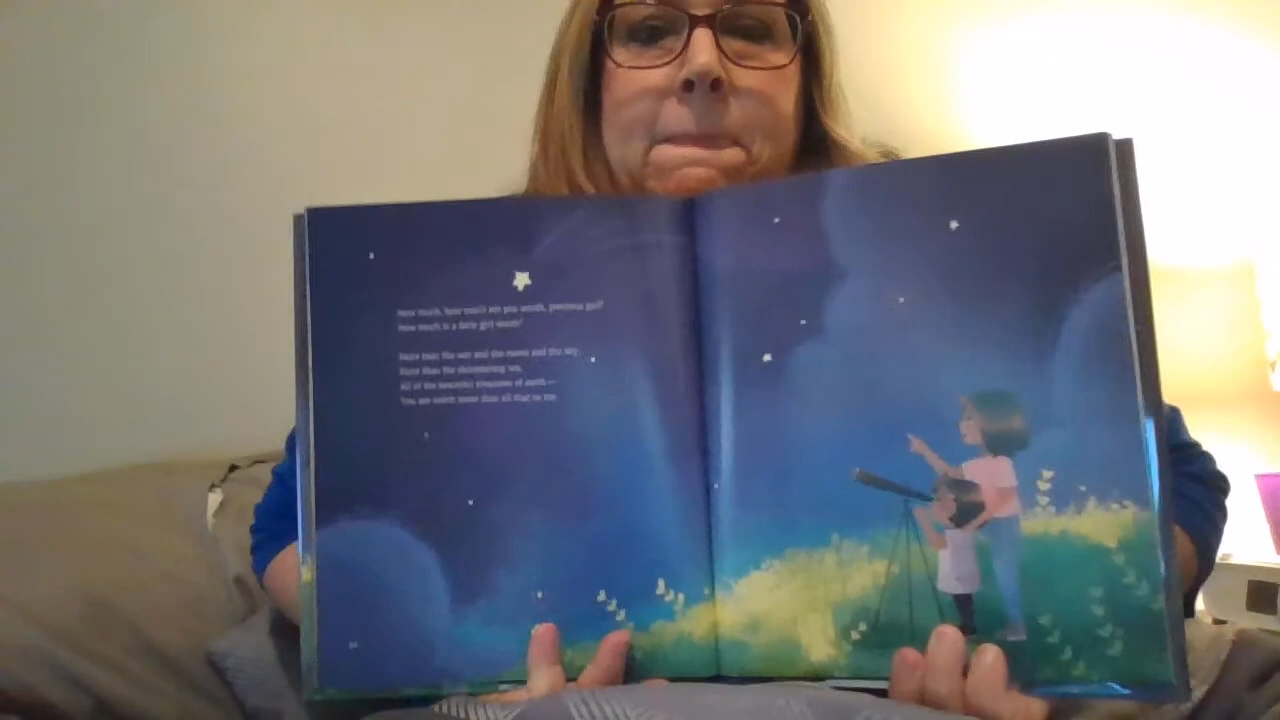 How much, how much are you worth, precious girl?
How much is a little girl worth?
More than the sun and the moon and the sky,
More than the shimmering sea,
All of the beautiful treasures of earth—
You are worth more than all that to me.